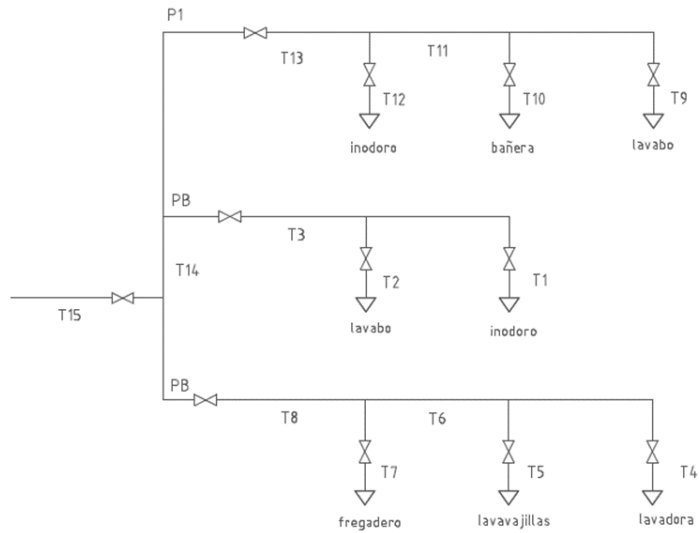 P1
T13
T11
T12
T10
T9
inodoro
bañera
lavabo
PB
T3
T14
T2
T1
T15
lavabo
inodoro
PB
T8
T6
T7
T5
T4
fregadero
lavavajillas
lavadora